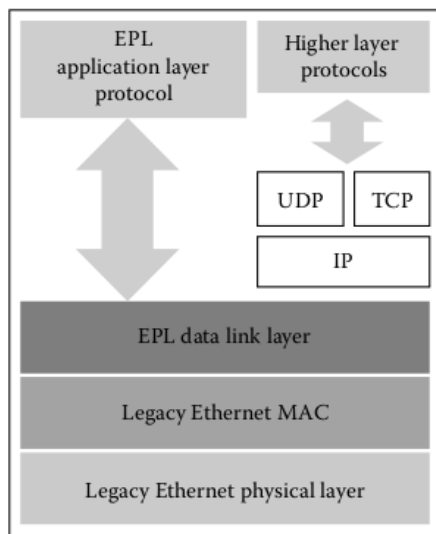 EPL
application layer
protocol
Higher layer
protocols
UDP
TCP
IP
EPL data link layer
Legacy Ethernet MAC
Legacy Ethernet physical layer